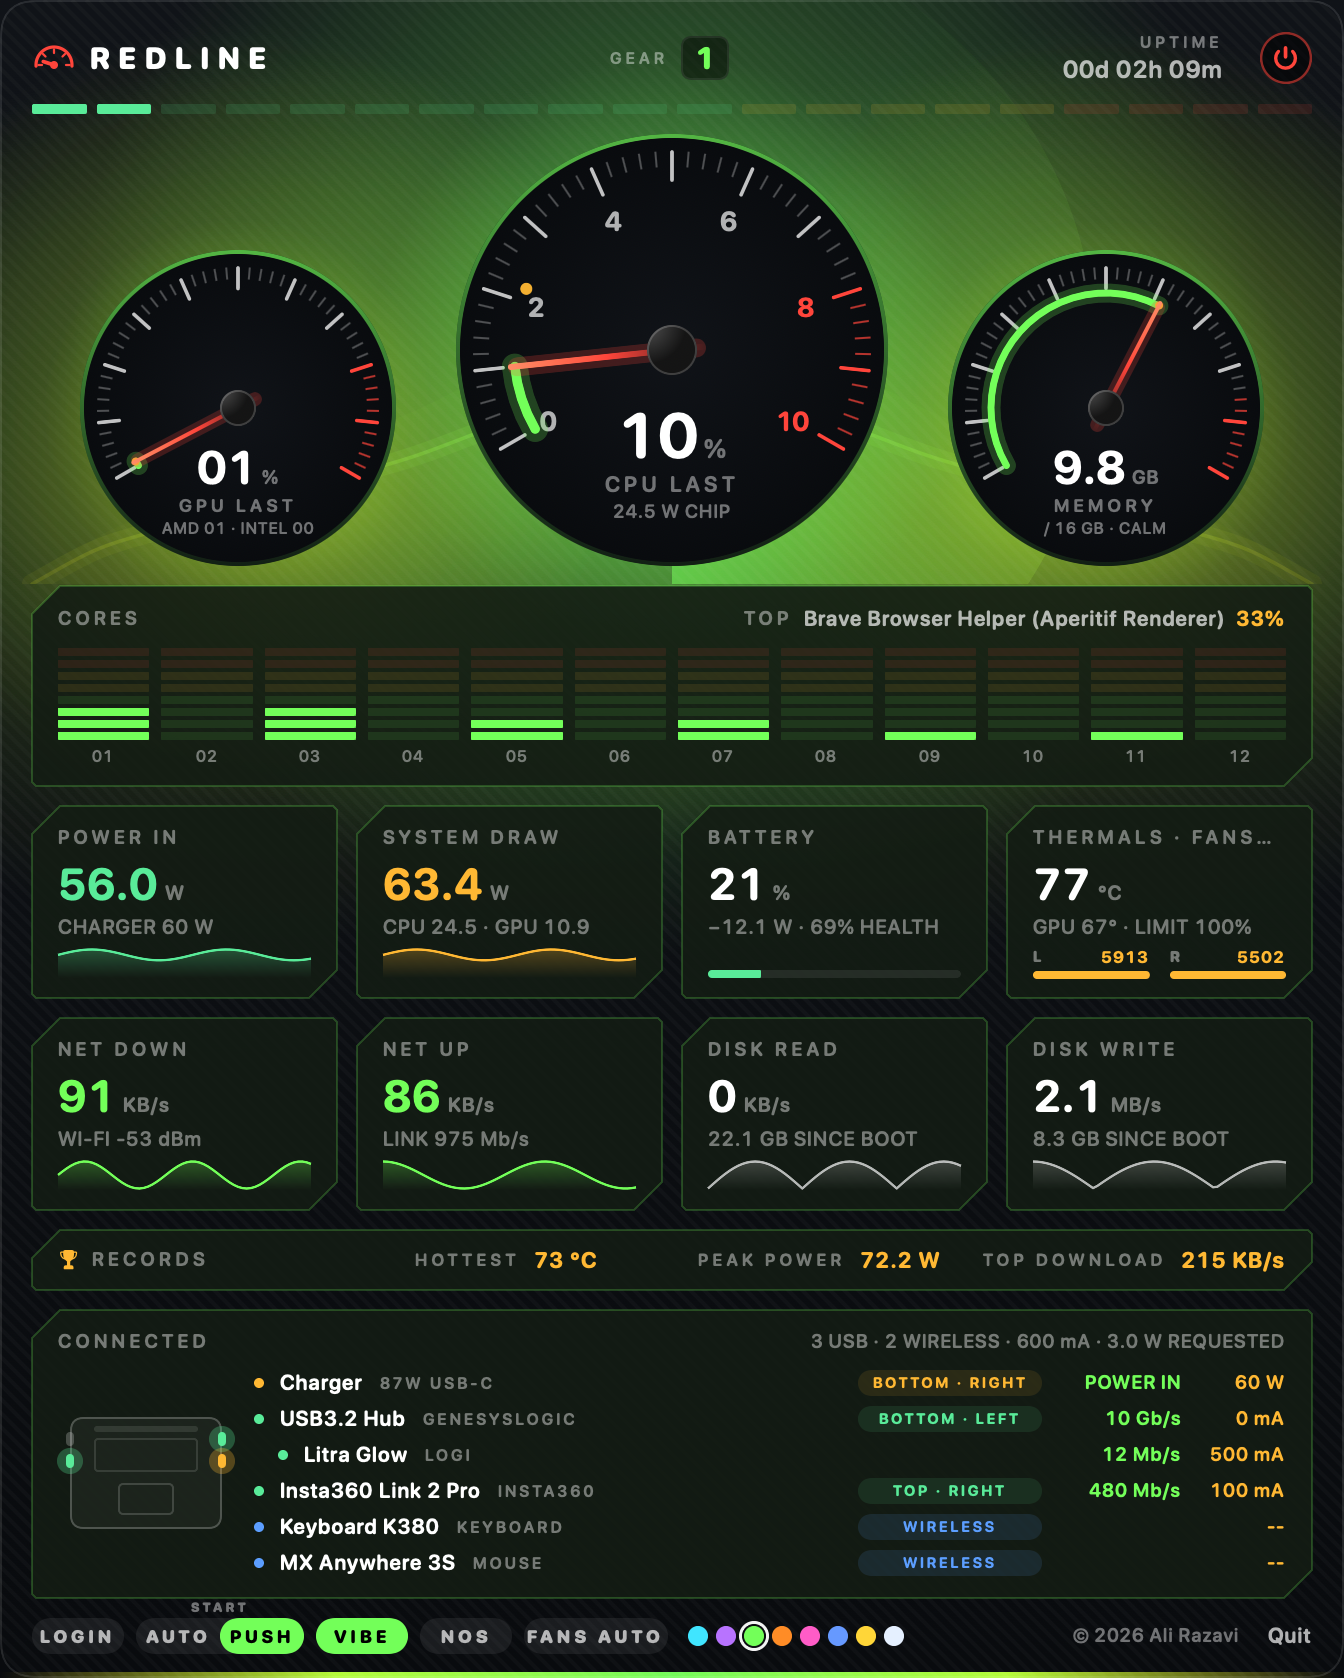 REDLINE
GEAR 1
UPTIME
00d 02h 09m
4 6
2 8
0 10
10 %
CPU LAST
24.5 W CHIP
01 %
GPU LAST
AMD 01 · INTEL 00
9.8 GB
MEMORY
/ 16 GB · CALM
CORES TOP Brave Browser Helper (Aperitif Renderer) 33%
01 02 03 04 05 06 07 08 09 10 11 12
POWER IN
56.0 W
CHARGER 60 W
SYSTEM DRAW
63.4 W
CPU 24.5 · GPU 10.9
BATTERY
21 %
−12.1 W · 69% HEALTH
THERMALS · FANS…
77 °C
GPU 67° · LIMIT 100%
L 5913 R 5502
NET DOWN
91 KB/s
WI-FI -53 dBm
NET UP
86 KB/s
LINK 975 Mb/s
DISK READ
0 KB/s
22.1 GB SINCE BOOT
DISK WRITE
2.1 MB/s
8.3 GB SINCE BOOT
RECORDS HOTTEST 73 °C PEAK POWER 72.2 W TOP DOWNLOAD 215 KB/s
CONNECTED 3 USB · 2 WIRELESS · 600 mA · 3.0 W REQUESTED
Charger 87W USB-C BOTTOM · RIGHT POWER IN 60 W
USB3.2 Hub GENESYSLOGIC BOTTOM · LEFT 10 Gb/s 0 mA
Litra Glow LOGI 12 Mb/s 500 mA
Insta360 Link 2 Pro INSTA360 TOP · RIGHT 480 Mb/s 100 mA
Keyboard K380 KEYBOARD WIRELESS --
MX Anywhere 3S MOUSE WIRELESS --
START
LOGIN AUTO PUSH VIBE NOS FANS AUTO © 2026 Ali Razavi Quit